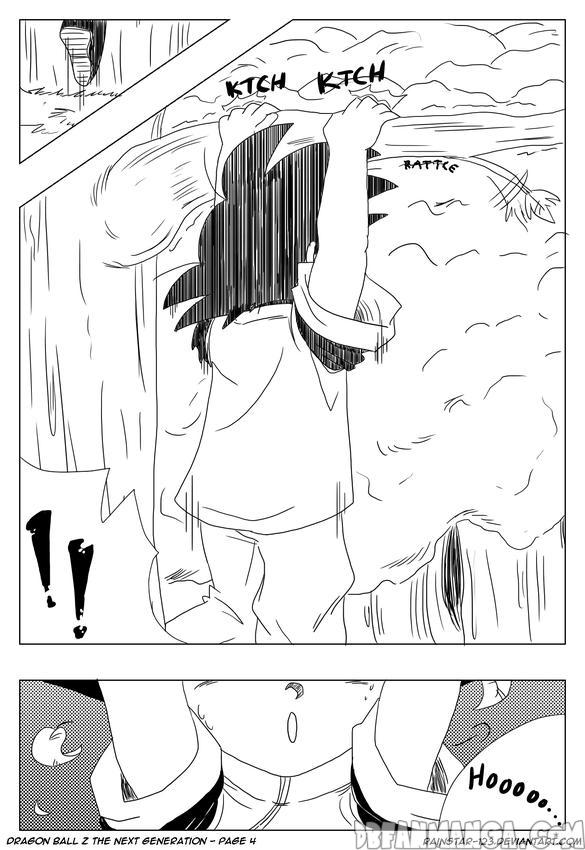 KTCH KTCH
RATTLE
!!
HOOOOO...
DBFANMANGA.COM
DRAGON BALL Z THE NEXT GENERATION - PAGE 4
RAINSTAR-123.DEVIANTART.COM